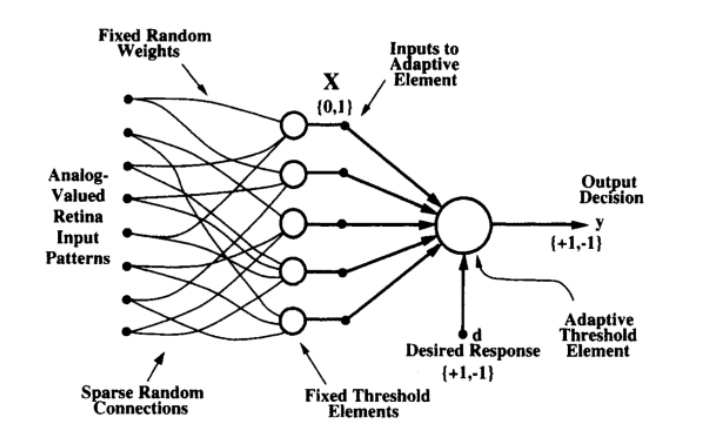 Fixed Random
Weights
Inputs to
Adaptive
Element
X
{0,1}
Analog-
Valued
Retina
Input
Patterns
Output
Decision
y
{+1,-1}
d
Desired Response
{+1,-1}
Adaptive
Threshold
Element
Sparse Random
Connections
Fixed Threshold
Elements